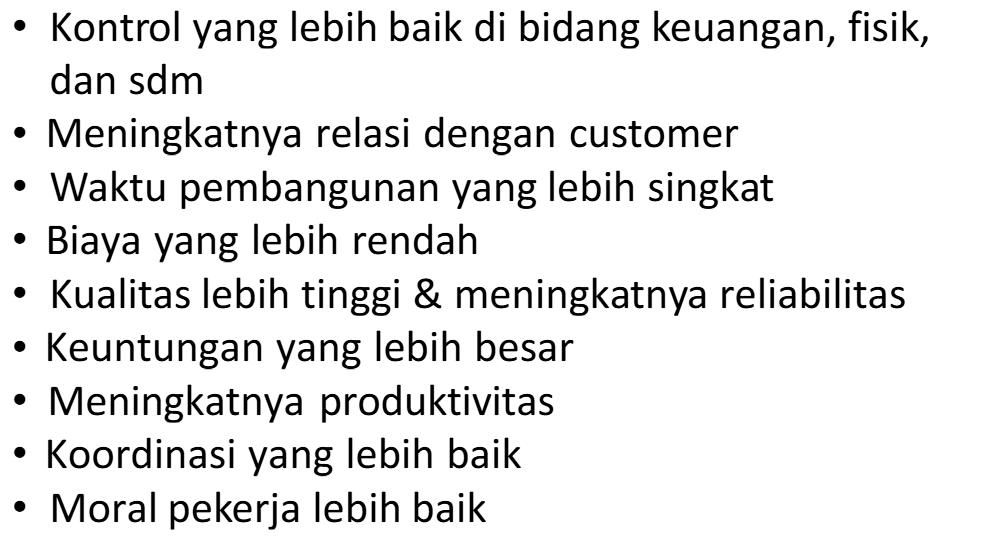 • Kontrol yang lebih baik di bidang keuangan, fisik,
dan sdm
• Meningkatnya relasi dengan customer
• Waktu pembangunan yang lebih singkat
• Biaya yang lebih rendah
• Kualitas lebih tinggi & meningkatnya reliabilitas
• Keuntungan yang lebih besar
• Meningkatnya produktivitas
• Koordinasi yang lebih baik
• Moral pekerja lebih baik